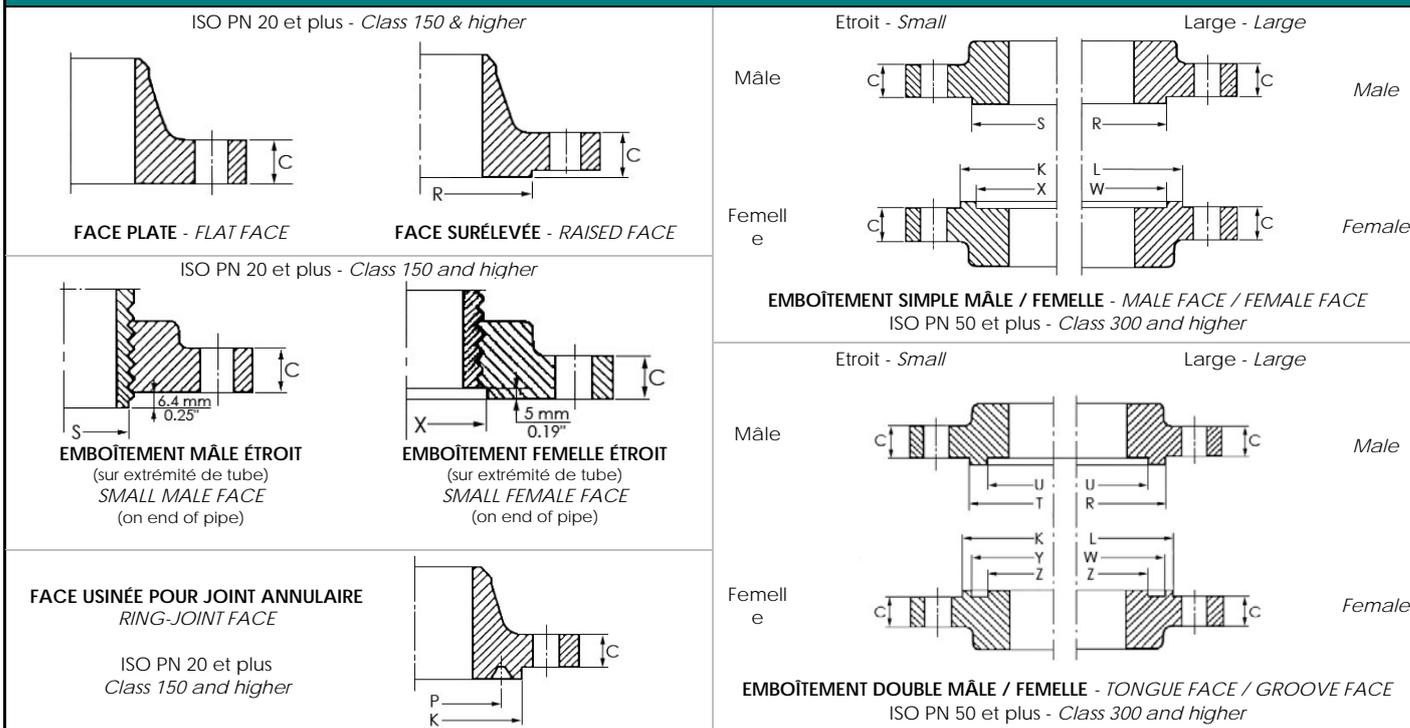 ISO PN 20 et plus - Class 150 & higher
C
C
R
FACE PLATE - FLAT FACE
FACE SURÉLEVÉE - RAISED FACE
ISO PN 20 et plus - Class 150 and higher
C
6.4 mm
0.25"
S
C
5 mm
0.19"
X
EMBOÎTEMENT MÂLE ÉTROIT
(sur extrémité de tube)
SMALL MALE FACE
(on end of pipe)
EMBOÎTEMENT FEMELLE ÉTROIT
(sur extrémité de tube)
SMALL FEMALE FACE
(on end of pipe)
FACE USINÉE POUR JOINT ANNULAIRE
RING-JOINT FACE
ISO PN 20 et plus
Class 150 and higher
C
P
K
Etroit - Small
Large - Large
Mâle
C
C
Male
S
R
K
L
X
W
Femell
e
C
C
Female
EMBOÎTEMENT SIMPLE MÂLE / FEMELLE - MALE FACE / FEMALE FACE
ISO PN 50 et plus - Class 300 and higher
Etroit - Small
Large - Large
Mâle
C
C
Male
U
U
T
R
K
L
Y
W
Z
Z
Femell
e
C
C
Female
EMBOÎTEMENT DOUBLE MÂLE / FEMELLE - TONGUE FACE / GROOVE FACE
ISO PN 50 et plus - Class 300 and higher